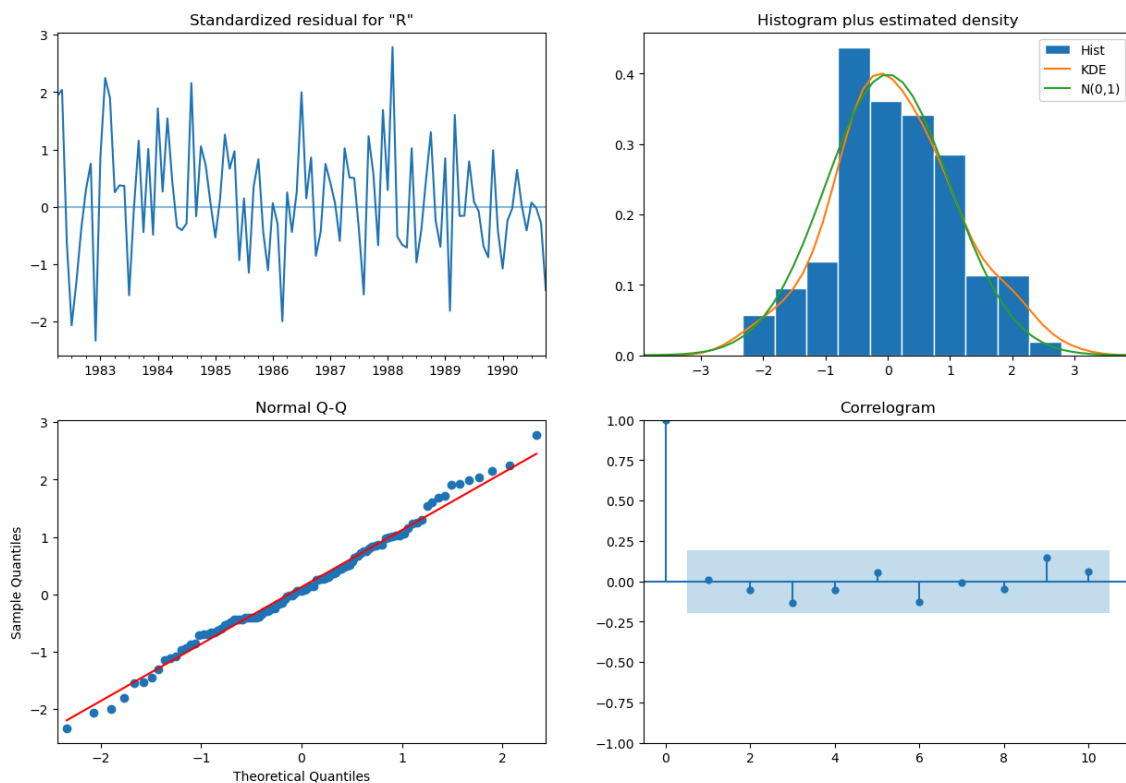 Standardized residual for "R"
3
2
1
0
−1
−2
1983 1984 1985 1986 1987 1988 1989 1990
Histogram plus estimated density
Hist
KDE
N(0,1)
0.4
0.3
0.2
0.1
0.0
−3 −2 −1 0 1 2 3
Normal Q-Q
Sample Quantiles
3
2
1
0
−1
−2
−2 −1 0 1 2
Theoretical Quantiles
Correlogram
1.00
0.75
0.50
0.25
0.00
−0.25
−0.50
−0.75
−1.00
0 2 4 6 8 10